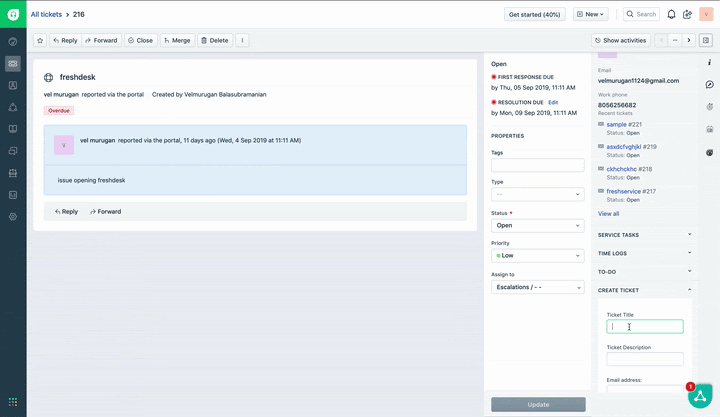 All tickets > 216
Get started (40%)
New
Search
V
Reply
Forward
Close
Merge
Delete
Show activities
freshdesk
vel murugan reported via the portal Created by Velmurugan Balasubramanian
Overdue
V
vel murugan reported via the portal, 11 days ago (Wed, 4 Sep 2019 at 11:11 AM)
issue opening freshdesk
Reply
Forward
Open
FIRST RESPONSE DUE
by Thu, 05 Sep 2019, 11:11 AM
RESOLUTION DUE Edit
by Mon, 09 Sep 2019, 11:11 AM
PROPERTIES
Tags
Type
--
Status *
Open
Priority
Low
Assign to
Escalations / - -
Update
Email
velmurugan1124@gmail.com
Work phone
8056256682
Recent tickets
sample #221
Status: Open
asxdcfvghjkl #219
Status: Open
ckhchckhc #218
Status: Open
freshservice #217
Status: Open
View all
SERVICE TASKS
TIME LOGS
TO-DO
CREATE TICKET
Ticket Title
Ticket Description
Email address:
1